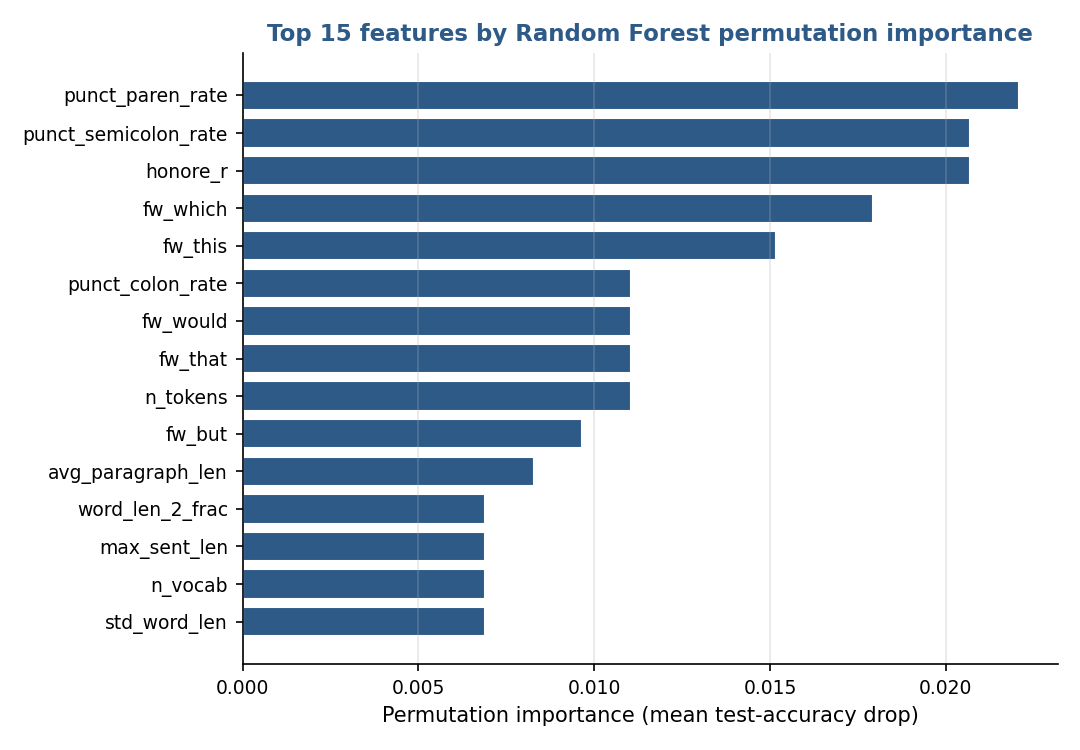 Top 15 features by Random Forest permutation importance
punct_paren_rate
punct_semicolon_rate
honore_r
fw_which
fw_this
punct_colon_rate
fw_would
fw_that
n_tokens
fw_but
avg_paragraph_len
word_len_2_frac
max_sent_len
n_vocab
std_word_len
0.000 0.005 0.010 0.015 0.020
Permutation importance (mean test-accuracy drop)